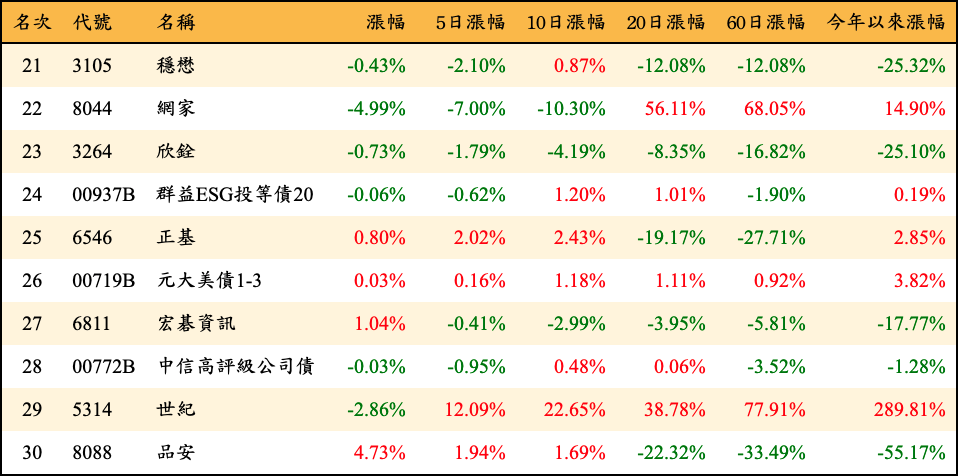 名次 代號 名稱 漲幅 5日漲幅 10日漲幅 20日漲幅 60日漲幅 今年以來漲幅
21 3105 穩懋 -0.43% -2.10% 0.87% -12.08% -12.08% -25.32%
22 8044 網家 -4.99% -7.00% -10.30% 56.11% 68.05% 14.90%
23 3264 欣銓 -0.73% -1.79% -4.19% -8.35% -16.82% -25.10%
24 00937B 群益ESG投等債20 -0.06% -0.62% 1.20% 1.01% -1.90% 0.19%
25 6546 正基 0.80% 2.02% 2.43% -19.17% -27.71% 2.85%
26 00719B 元大美債1-3 0.03% 0.16% 1.18% 1.11% 0.92% 3.82%
27 6811 宏碁資訊 1.04% -0.41% -2.99% -3.95% -5.81% -17.77%
28 00772B 中信高評級公司債 -0.03% -0.95% 0.48% 0.06% -3.52% -1.28%
29 5314 世紀 -2.86% 12.09% 22.65% 38.78% 77.91% 289.81%
30 8088 品安 4.73% 1.94% 1.69% -22.32% -33.49% -55.17%